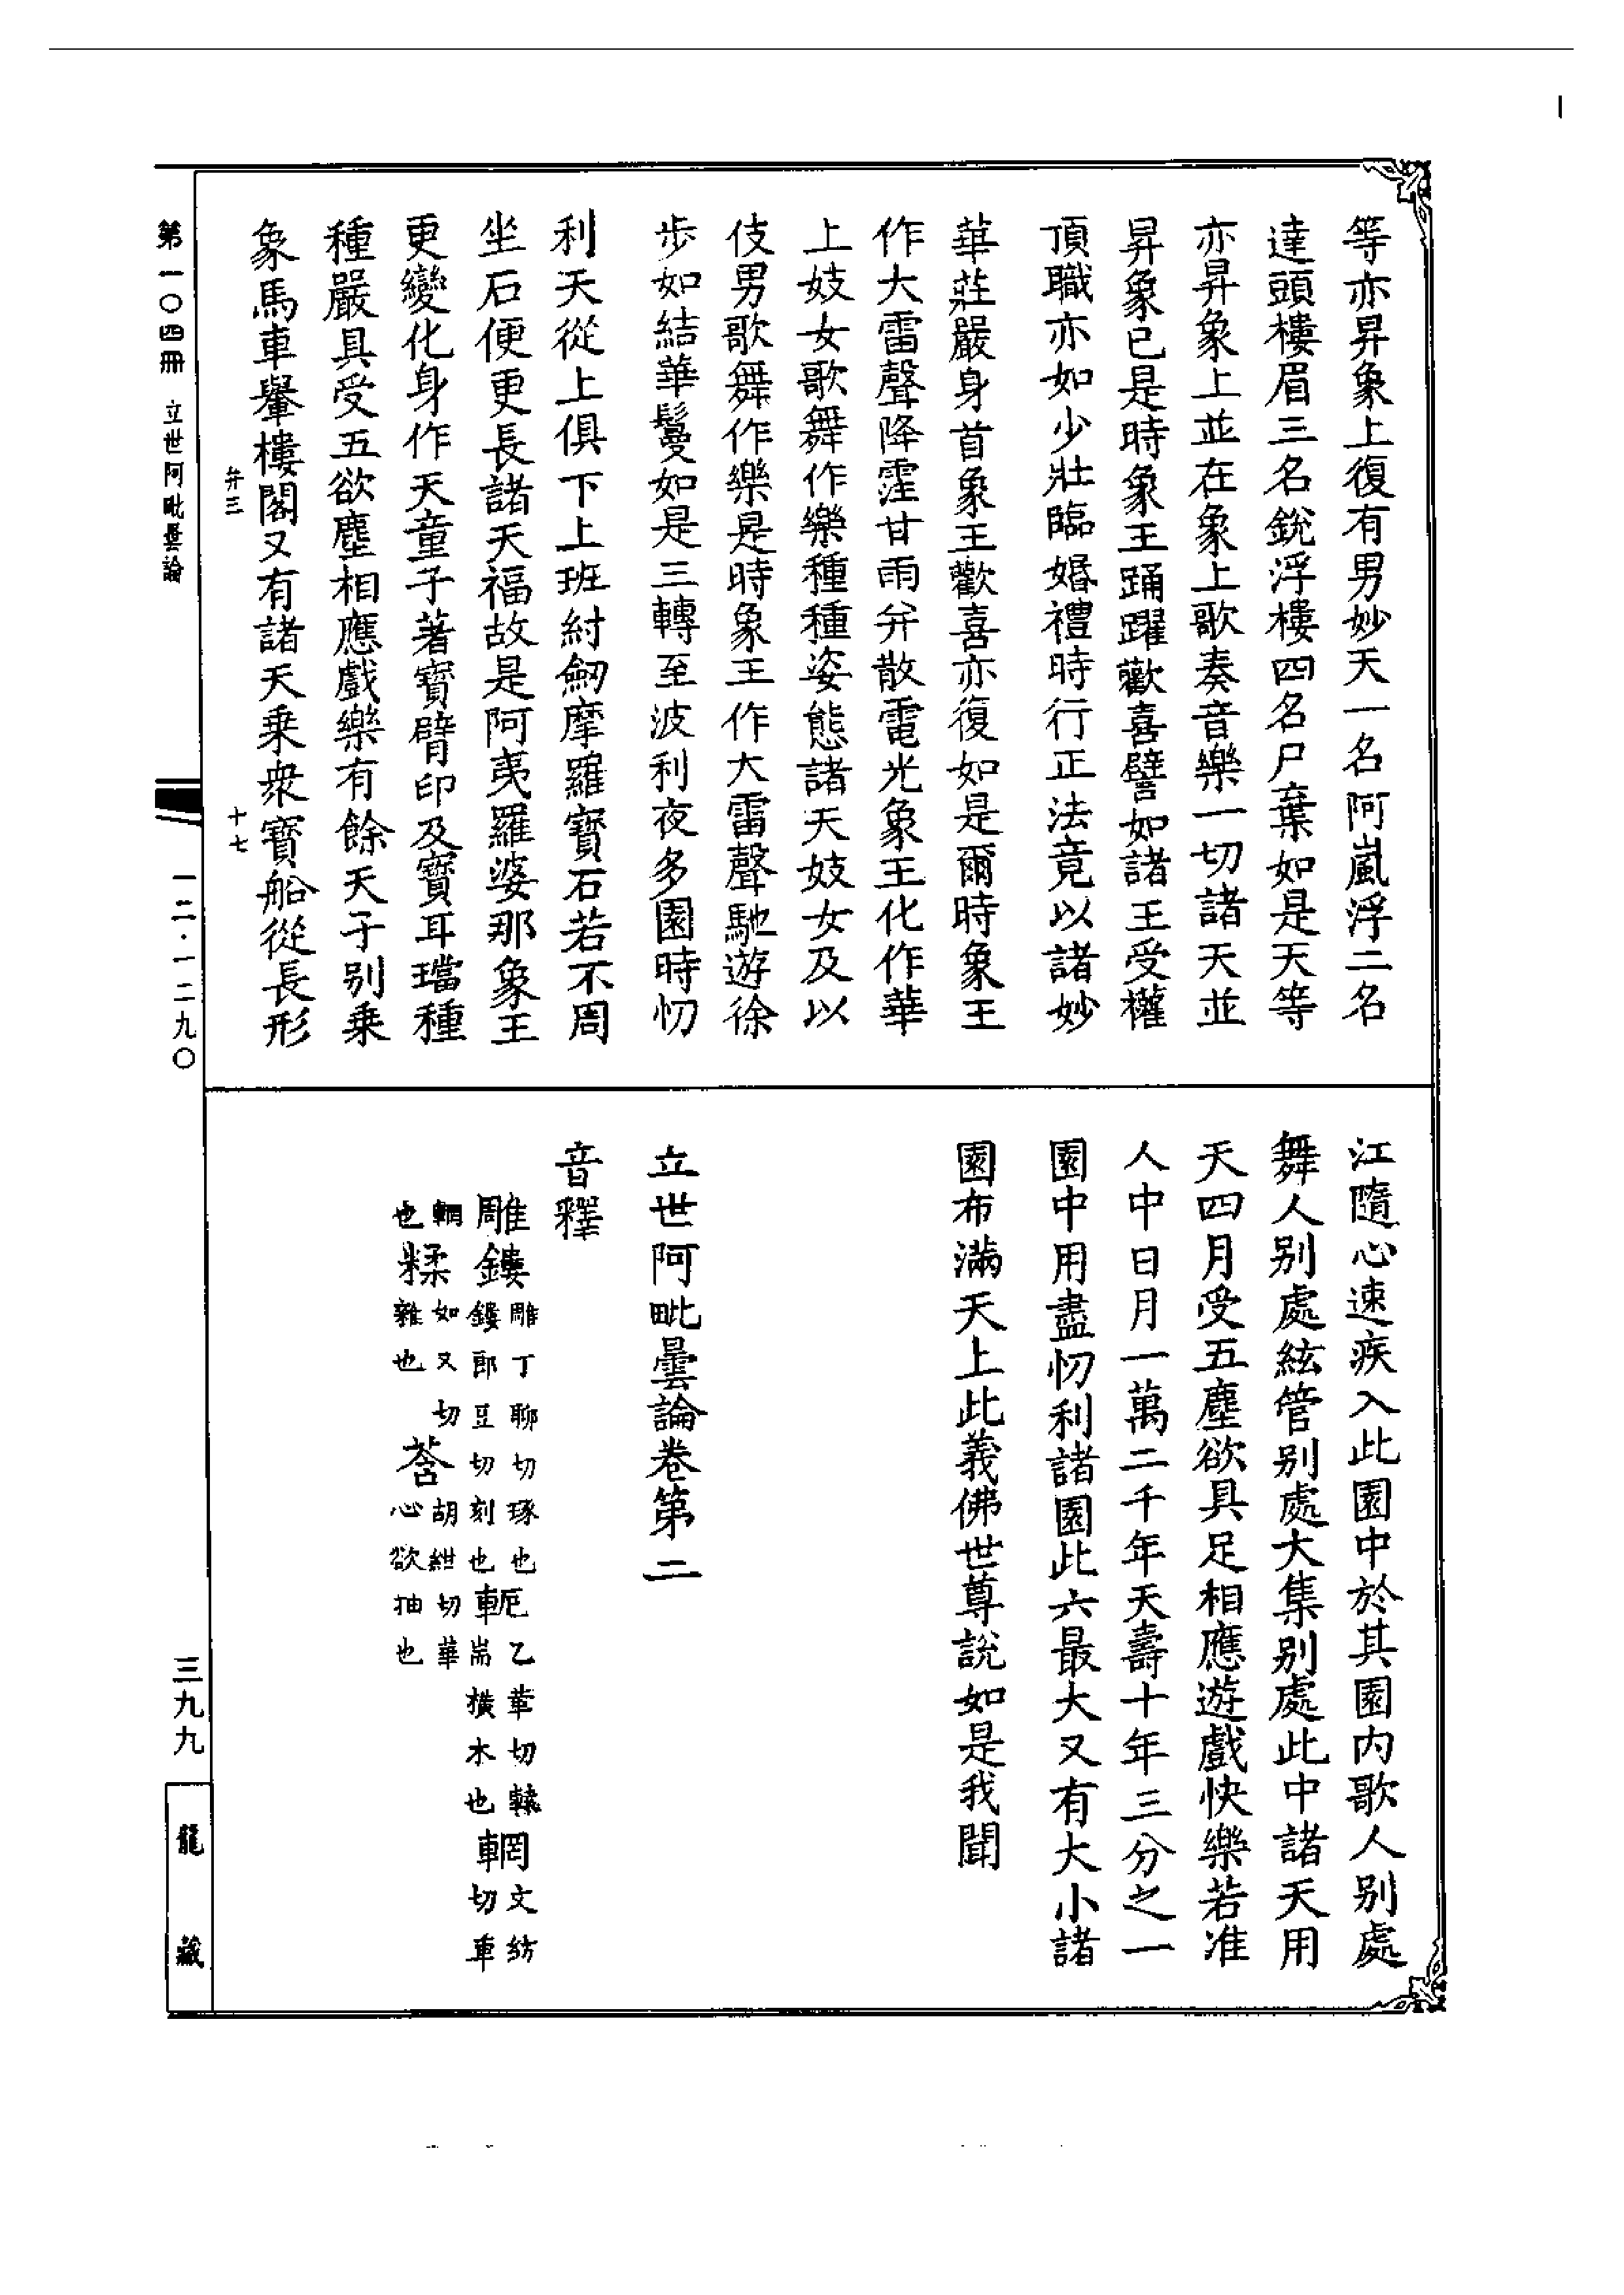 等亦昇象上復有男妙天一名阿嵐浮二名
達頭樓眉三名銳浮樓四名尸棄如是天等
亦昇象上並在象上歌奏音樂一切諸天並
昇象已是時象王踊躍歡喜譬如諸王受權
頂職亦如少壯臨婚禮時行正法竟以諸妙
華莊嚴身首象王歡喜亦復如是爾時象王
作大雷聲降霔甘雨并散電光象王化作華
上妓女歌舞作樂種種姿態諸天妓女及以
伎男歌舞作樂是時象王作大雷聲馳遊徐
步如結華鬘如是三轉至波利夜多園時忉
利天從上俱下上班紂劒摩羅寶石若不周
坐石便更長諸天福故是阿夷羅婆那象王
更變化身作天童子著寶臂印及寶耳璫種
種嚴具受五欲塵相應戲樂有餘天子別乗
象馬車轝樓閣又有諸天乗衆寶船從長形
弁三
十七
第一〇四冊 立世阿毗曇論
一二·一二九〇
江隨心速疾入此園中於其園內歌人別處
舞人別處絃管別處大集別處此中諸天用
天四月受五塵欲具足相應遊戲快樂若准
人中日月一萬二千年天壽十年三分之一
園中用盡忉利諸園此六最大又有大小諸
園布滿天上此義佛世尊說如是我聞
立世阿毗曇論卷第二
音釋
雕鏤雕丁聊切琢也鏤郎豆切刻也軛乙革切轅耑橫木也輞文紡切車
輞也糅如又切雜也莟胡紺切華心欲抽也
三九九
龍藏